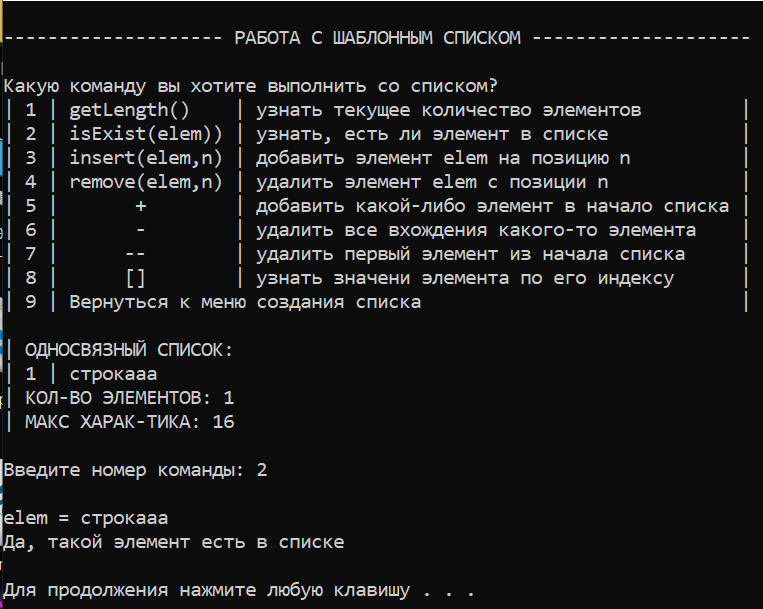 -------------------- РАБОТА С ШАБЛОННЫМ СПИСКОМ --------------------
Какую команду вы хотите выполнить со списком?
| 1 | getLength() | узнать текущее количество элементов |
| 2 | isExist(elem)) | узнать, есть ли элемент в списке |
| 3 | insert(elem,n) | добавить элемент elem на позицию n |
| 4 | remove(elem,n) | удалить элемент elem с позиции n |
| 5 | + | добавить какой-либо элемент в начало списка |
| 6 | - | удалить все вхождения какого-то элемента |
| 7 | -- | удалить первый элемент из начала списка |
| 8 | [] | узнать значени элемента по его индексу |
| 9 | Вернуться к меню создания списка |
| ОДНОСВЯЗНЫЙ СПИСОК:
| 1 | строкааа
| КОЛ-ВО ЭЛЕМЕНТОВ: 1
| МАКС ХАРАК-ТИКА: 16
Введите номер команды: 2
elem = строкааа
Да, такой элемент есть в списке
Для продолжения нажмите любую клавишу . . .